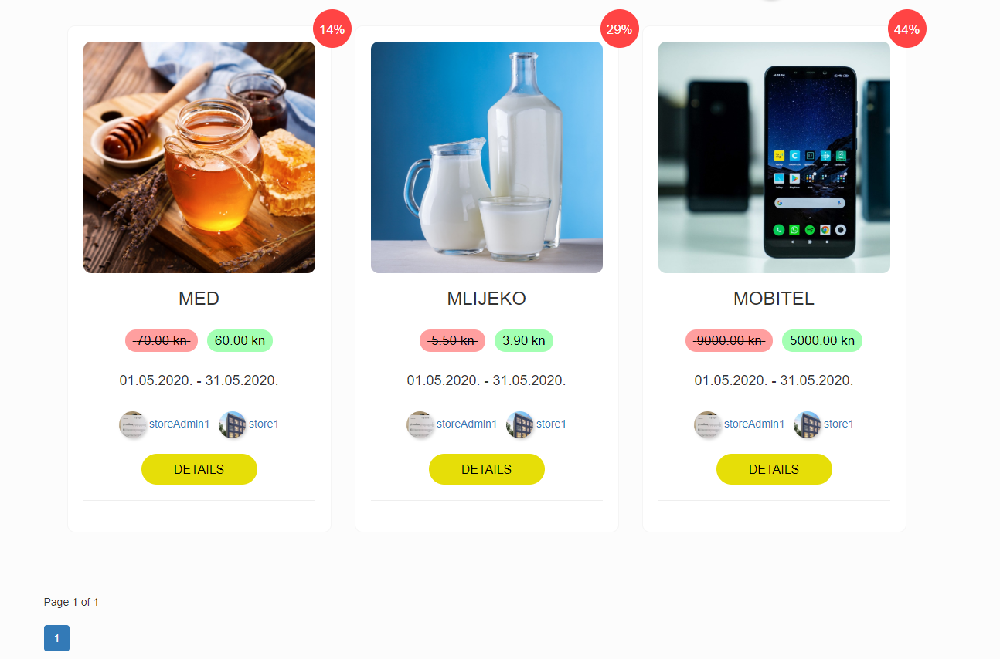 14%
29%
44%
MED
MLIJEKO
MOBITEL
70.00 kn 60.00 kn
5.50 kn 3.90 kn
9000.00 kn 5000.00 kn
01.05.2020. - 31.05.2020.
01.05.2020. - 31.05.2020.
01.05.2020. - 31.05.2020.
storeAdmin1 store1
storeAdmin1 store1
storeAdmin1 store1
DETAILS
DETAILS
DETAILS
Page 1 of 1
1